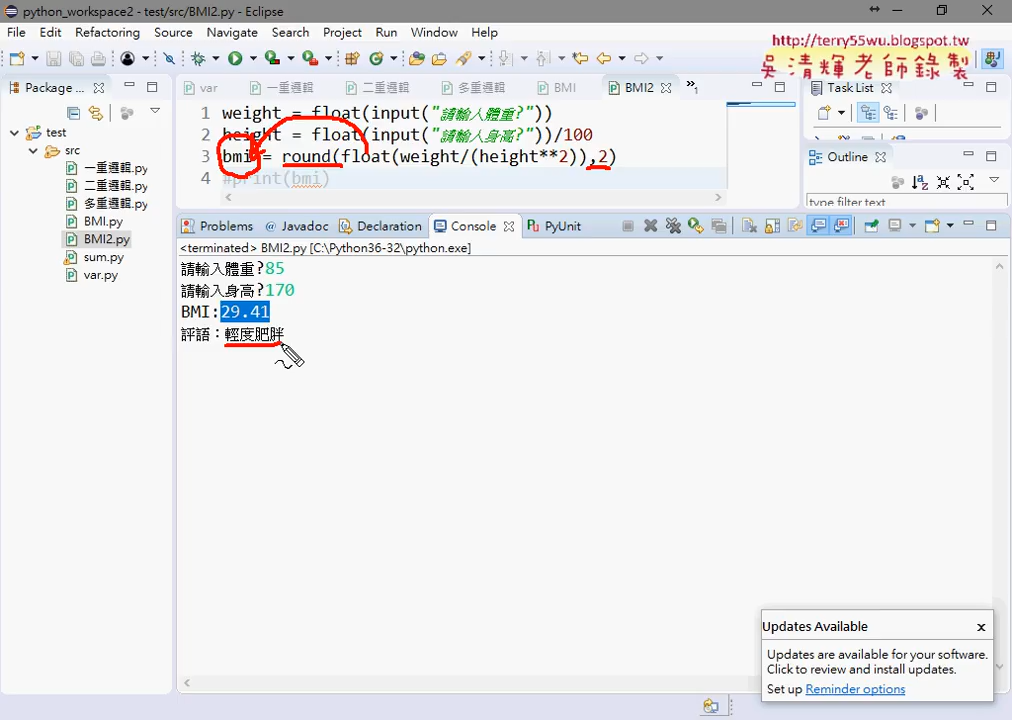 python_workspace2 - test/src/BMI2.py - Eclipse
File Edit Refactoring Source Navigate Search Project Run Window Help
http://terry55wu.blogspot.tw
吳清輝老師錄製
Package ...
var 一重邏輯 二重邏輯 多重邏輯 BMI BMI2 »1
Task List
test
src
一重邏輯.py
二重邏輯.py
多重邏輯.py
BMI.py
BMI2.py
sum.py
var.py
1 weight = float(input("請輸入體重?"))
2 height = float(input("請輸入身高?"))/100
3 bmi = round(float(weight/(height**2)),2)
4 #print(bmi)
Outline
type filter text
Problems Javadoc Declaration Console PyUnit
<terminated> BMI2.py [C:\Python36-32\python.exe]
請輸入體重?85
請輸入身高?170
BMI:29.41
評語：輕度肥胖
Updates Available
Updates are available for your software.
Click to review and install updates.
Set up Reminder options